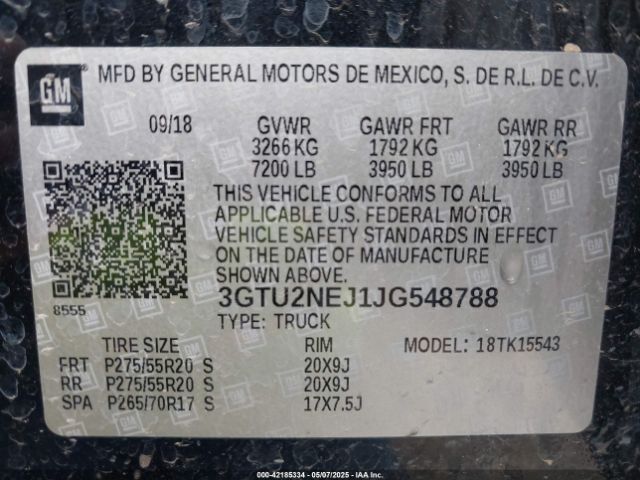 GM MFD BY GENERAL MOTORS DE MEXICO, S. DE R.L. DE C.V.
09/18 GVWR GAWR FRT GAWR RR
3266 KG 1792 KG 1792 KG
7200 LB 3950 LB 3950 LB
THIS VEHICLE CONFORMS TO ALL
APPLICABLE U.S. FEDERAL MOTOR
VEHICLE SAFETY STANDARDS IN EFFECT
ON THE DATE OF MANUFACTURE
SHOWN ABOVE.
8555 3GTU2NEJ1JG548788
TYPE: TRUCK
TIRE SIZE RIM MODEL: 18TK15543
FRT P275/55R20 S 20X9J
RR P275/55R20 S 20X9J
SPA P265/70R17 S 17X7.5J
000-42185334 05/07/2025 IAAI, Inc.